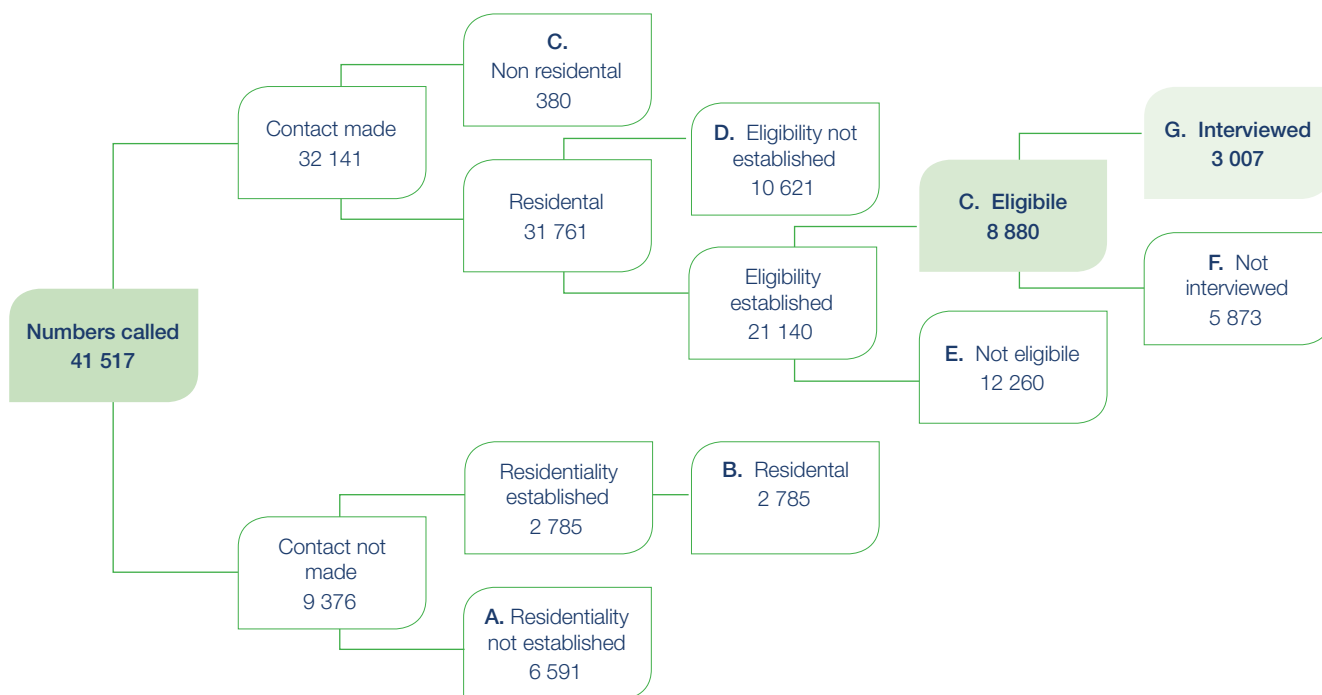 C.
Non residental
380
Contact made
32 141
D. Eligibility not
established
10 621
G. Interviewed
3 007
Residental
31 761
C. Eligibile
8 880
Eligibility
established
21 140
F. Not
interviewed
5 873
Numbers called
41 517
E. Not eligibile
12 260
Residentiality
established
2 785
B. Residental
2 785
Contact not
made
9 376
A. Residentiality
not established
6 591